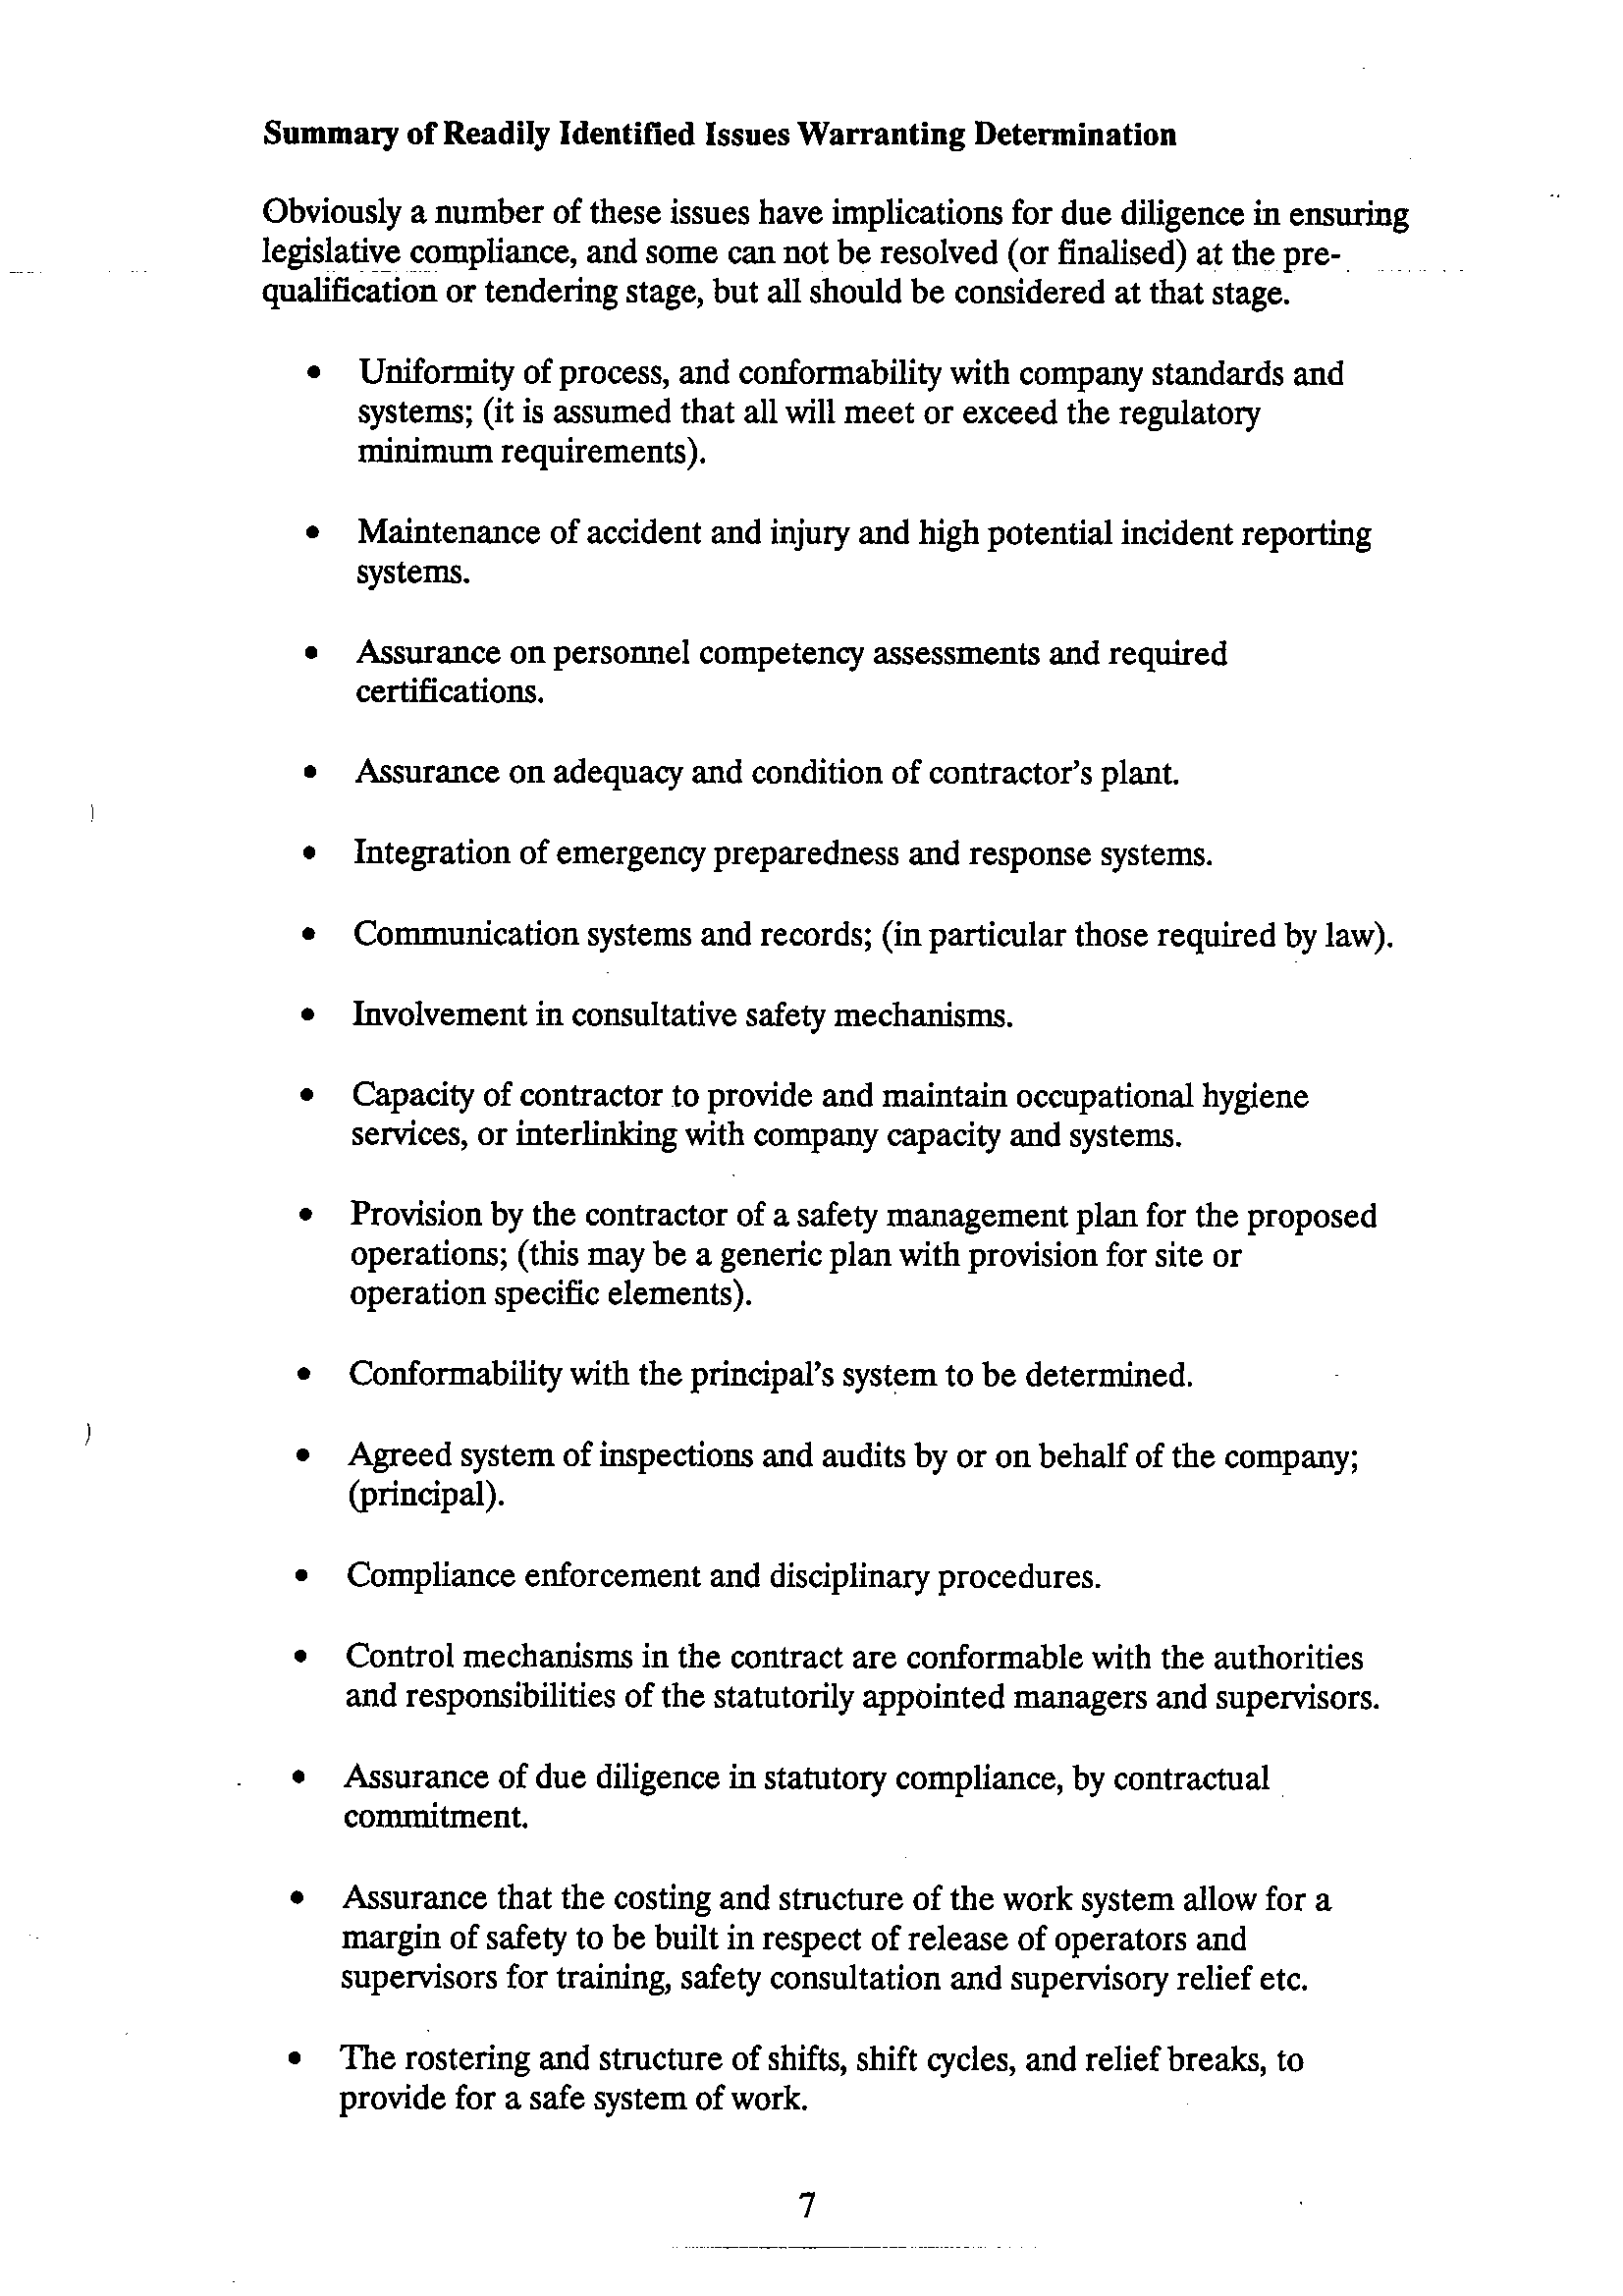 Summary of Readily Identified Issues Warranting Determination
Obviously a number of these issues have implications for due diligence in ensuring
legislative compliance, and some can not be resolved (or finalised) at the pre-
qualification or tendering stage, but all should be considered at that stage.
• Uniformity of process, and conformability with company standards and
systems; (it is assumed that all will meet or exceed the regulatory
minimum requirements).
• Maintenance of accident and injury and high potential incident reporting
systems.
• Assurance on personnel competency assessments and required
certifications.
• Assurance on adequacy and condition of contractor's plant.
• Integration of emergency preparedness and response systems.
• Communication systems and records; (in particular those required by law).
• Involvement in consultative safety mechanisms.
• Capacity of contractor to provide and maintain occupational hygiene
services, or interlinking with company capacity and systems.
• Provision by the contractor of a safety management plan for the proposed
operations; (this may be a generic plan with provision for site or
operation specific elements).
• Conformability with the principal's system to be determined.
• Agreed system of inspections and audits by or on behalf of the company;
(principal).
• Compliance enforcement and disciplinary procedures.
• Control mechanisms in the contract are conformable with the authorities
and responsibilities of the statutorily appointed managers and supervisors.
• Assurance of due diligence in statutory compliance, by contractual
commitment.
• Assurance that the costing and structure of the work system allow for a
margin of safety to be built in respect of release of operators and
supervisors for training, safety consultation and supervisory relief etc.
• The rostering and structure of shifts, shift cycles, and relief breaks, to
provide for a safe system of work.
7